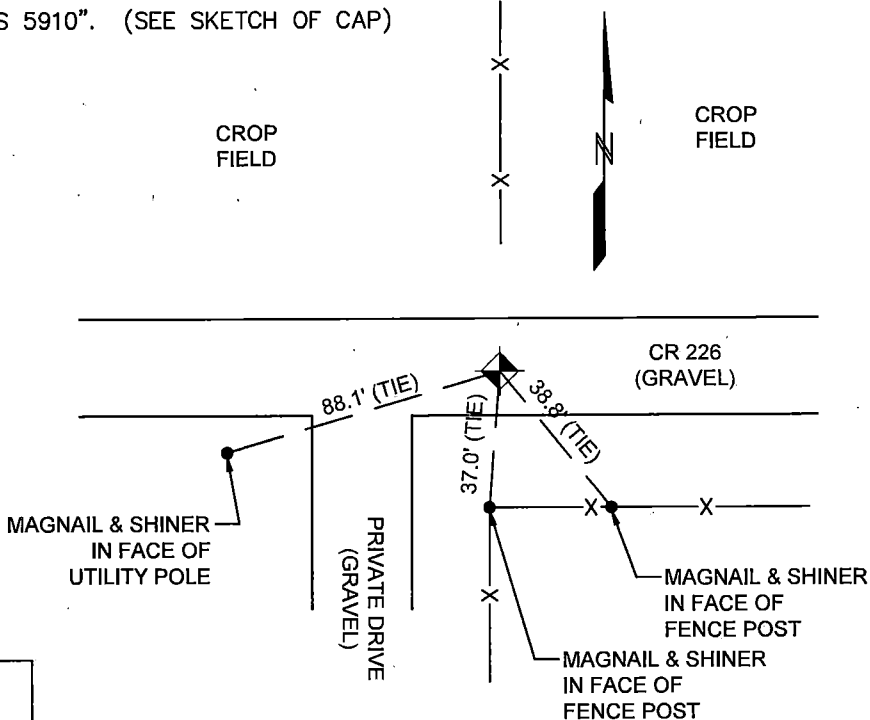 S 5910". (SEE SKETCH OF CAP)
CROP
FIELD
CROP
FIELD
N
CR 226
(GRAVEL)
88.1' (TIE)
37.0' (TIE)
38.8' (TIE)
MAGNAIL & SHINER
IN FACE OF
UTILITY POLE
PRIVATE DRIVE
(GRAVEL)
MAGNAIL & SHINER
IN FACE OF
FENCE POST
MAGNAIL & SHINER
IN FACE OF
FENCE POST